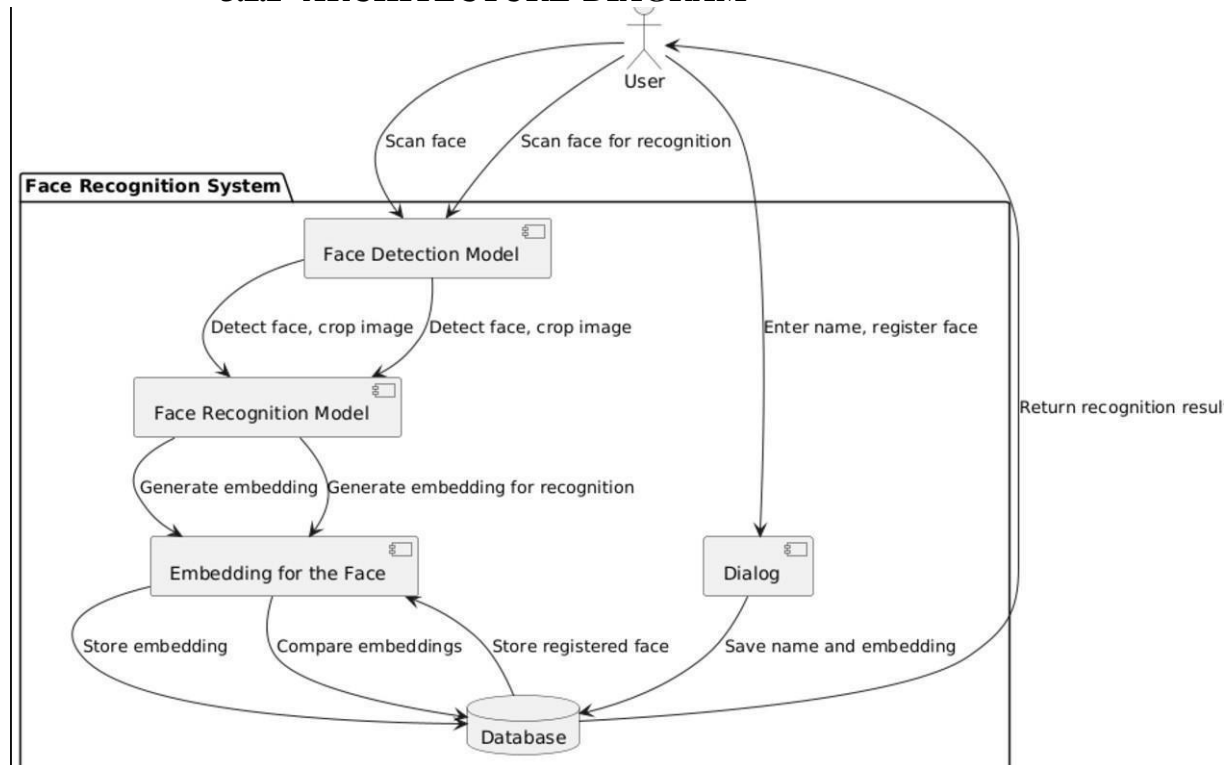 ARCHITECTURE DIAGRAM
User
Scan face
Scan face for recognition
Face Recognition System
Face Detection Model
Detect face, crop image
Detect face, crop image
Enter name, register face
Face Recognition Model
Return recognition resul
Generate embedding
Generate embedding for recognition
Embedding for the Face
Dialog
Store embedding
Compare embeddings
Store registered face
Save name and embedding
Database